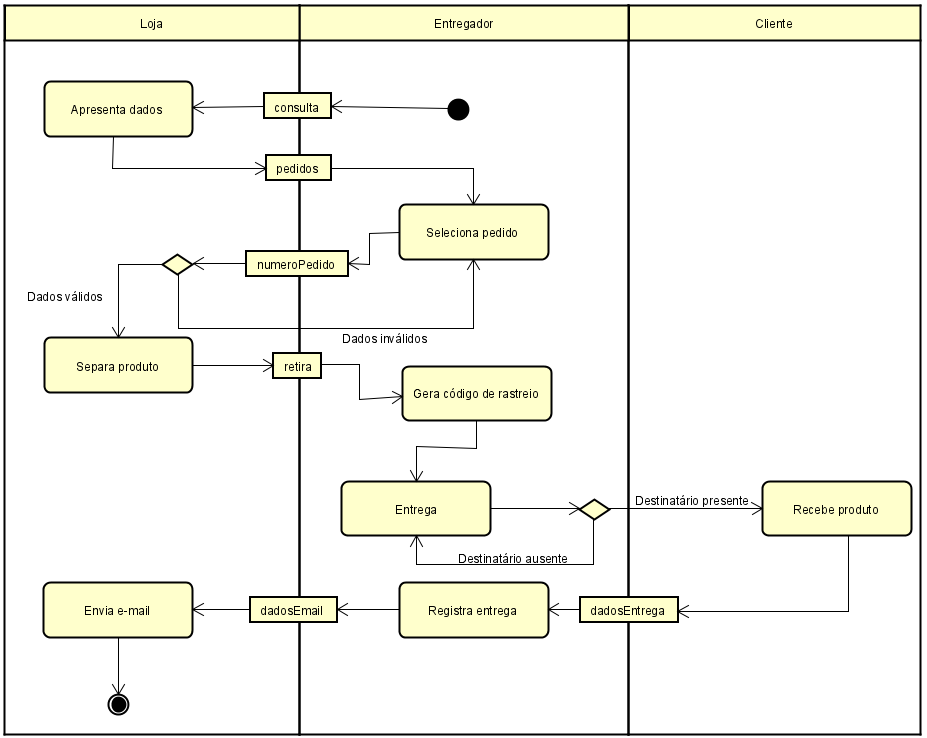 Loja
Entregador
Cliente
Apresenta dados
consulta
pedidos
Seleciona pedido
numeroPedido
Dados válidos
Dados inválidos
Separa produto
retira
Gera código de rastreio
Entrega
Destinatário presente
Recebe produto
Destinatário ausente
Envia e-mail
dadosEmail
Registra entrega
dadosEntrega